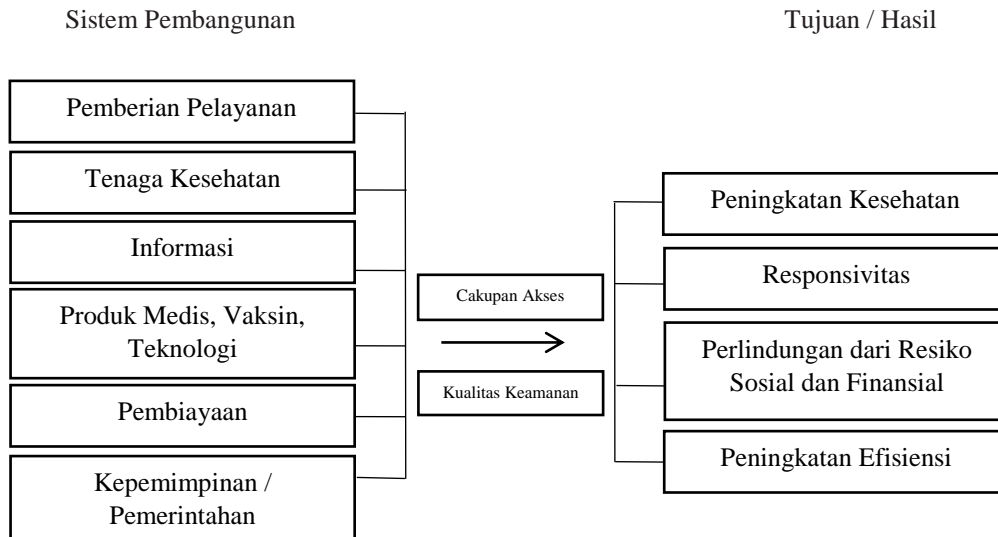 Sistem Pembangunan
Tujuan / Hasil
Pemberian Pelayanan
Tenaga Kesehatan
Informasi
Produk Medis, Vaksin,
Teknologi
Pembiayaan
Kepemimpinan /
Pemerintahan
Cakupan Akses
Kualitas Keamanan
Peningkatan Kesehatan
Responsivitas
Perlindungan dari Resiko
Sosial dan Finansial
Peningkatan Efisiensi